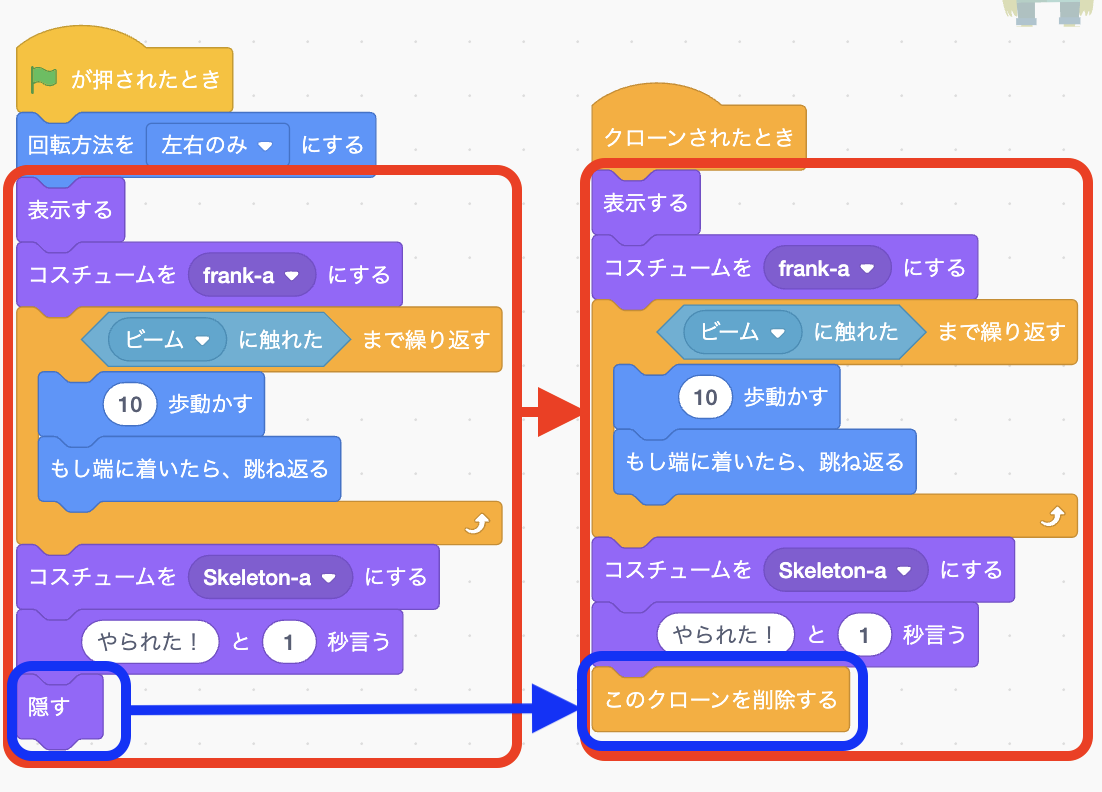 が押されたとき
回転方法を 左右のみ にする
表示する
コスチュームを frank-a にする
ビーム に触れた まで繰り返す
10 歩動かす
もし端に着いたら、跳ね返る
コスチュームを Skeleton-a にする
やられた！ と 1 秒言う
隠す
クローンされたとき
表示する
コスチュームを frank-a にする
ビーム に触れた まで繰り返す
10 歩動かす
もし端に着いたら、跳ね返る
コスチュームを Skeleton-a にする
やられた！ と 1 秒言う
このクローンを削除する